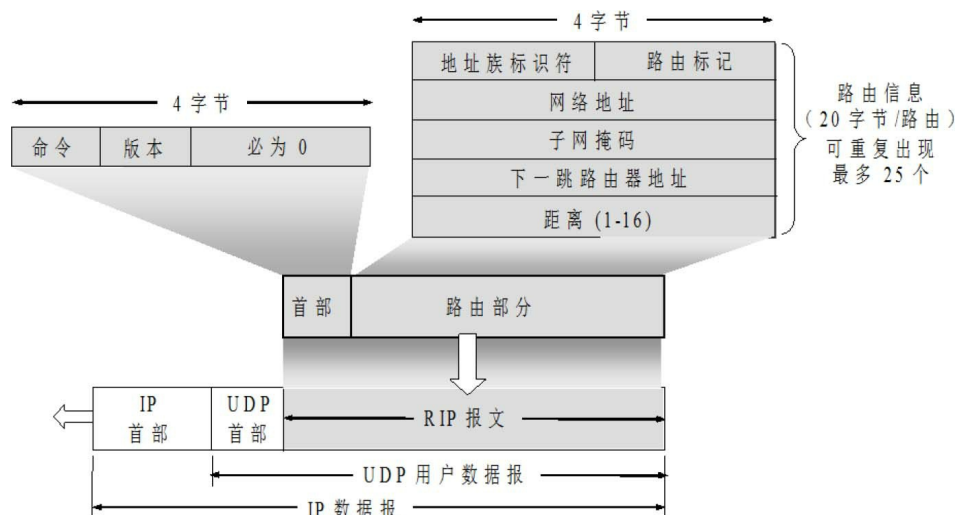 4 字节
地址族标识符 路由标记
网络地址
子网掩码
下一跳路由器地址
距离 (1-16)
路由信息
(20 字节/路由)
可重复出现
最多 25 个
4 字节
命令 版本 必为 0
首部 路由部分
IP
首部
UDP
首部
RIP 报文
UDP 用户数据报
IP 数据报